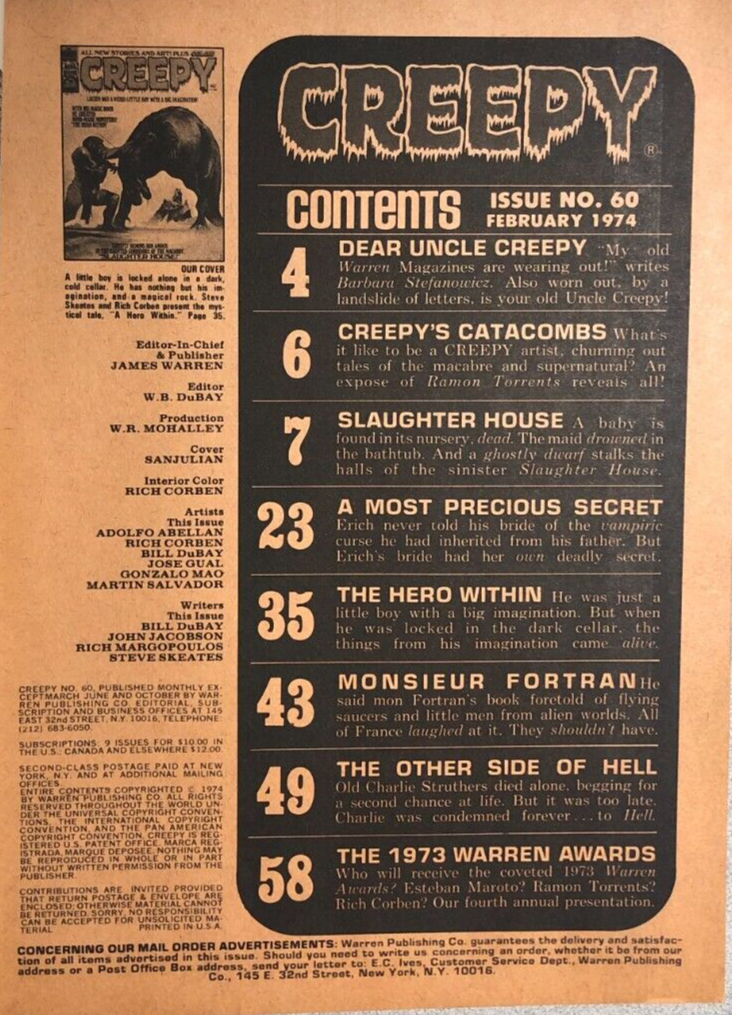 ALL NEW STORIES AND ART! PLUS
CREEPY
OUR COVER
A little boy is locked alone in a dark,
cold cellar. He has nothing but his im-
agination, and a magical rock. Steve
Skeates and Rich Corben present the mys-
tical tale, "A Hero Within." Page 35.
Editor-In-Chief
& Publisher
JAMES WARREN
Editor
W.B. DuBAY
Production
W.R. MOHALLEY
Cover
SANJULIAN
Interior Color
RICH CORBEN
Artists
This Issue
ADOLFO ABELLAN
RICH CORBEN
BILL DuBAY
JOSE GUAL
GONZALO MAO
MARTIN SALVADOR
Writers
This Issue
BILL DuBAY
JOHN JACOBSON
RICH MARGOPOULOS
STEVE SKEATES
CREEPY NO. 60, PUBLISHED MONTHLY EX-
CEPT MARCH JUNE AND OCTOBER BY WAR-
REN PUBLISHING CO. EDITORIAL, SUB-
SCRIPTION AND BUSINESS OFFICES AT 145
EAST 32nd STREET, N.Y. 10016, TELEPHONE:
(212) 683-6050.
SUBSCRIPTIONS: 9 ISSUES FOR $10.00 IN
THE U.S.; CANADA AND ELSEWHERE $12.00.
SECOND-CLASS POSTAGE PAID AT NEW
YORK, N.Y. AND AT ADDITIONAL MAILING
OFFICES.
ENTIRE CONTENTS COPYRIGHTED © 1974
BY WARREN PUBLISHING CO. ALL RIGHTS
RESERVED THROUGHOUT THE WORLD UN-
DER THE UNIVERSAL COPYRIGHT CONVEN-
TIONS, THE INTERNATIONAL COPYRIGHT
CONVENTION, AND THE PAN AMERICAN
COPYRIGHT CONVENTION. CREEPY IS REG-
ISTERED U.S. PATENT OFFICE. MARCA REG-
ISTRADA, MARQUE DEPOSEE. NOTHING MAY
BE REPRODUCED IN WHOLE OR IN PART
WITHOUT WRITTEN PERMISSION FROM THE
PUBLISHER.
CONTRIBUTIONS ARE INVITED PROVIDED
THAT RETURN POSTAGE & ENVELOPE ARE
ENCLOSED; OTHERWISE MATERIAL CANNOT
BE RETURNED. SORRY, NO RESPONSIBILITY
CAN BE ACCEPTED FOR UNSOLICITED MA-
TERIAL. PRINTED IN U.S.A.
CREEPY ®
CONTENTS
ISSUE NO. 60
FEBRUARY 1974
4
DEAR UNCLE CREEPY "My old
Warren Magazines are wearing out!" writes
Barbara Stefanowicz. Also worn out, by a
landslide of letters, is your old Uncle Creepy!
6
CREEPY'S CATACOMBS What's
it like to be a CREEPY artist, churning out
tales of the macabre and supernatural? An
expose of Ramon Torrents reveals all!
7
SLAUGHTER HOUSE A baby is
found in its nursery, dead. The maid drowned in
the bathtub. And a ghostly dwarf stalks the
halls of the sinister Slaughter House.
23
A MOST PRECIOUS SECRET
Erich never told his bride of the vampiric
curse he had inherited from his father. But
Erich's bride had her own deadly secret.
35
THE HERO WITHIN He was just a
little boy with a big imagination. But when
he was locked in the dark cellar, the
things from his imagination came alive.
43
MONSIEUR FORTRAN He
said mon Fortran's book foretold of flying
saucers and little men from alien worlds. All
of France laughed at it. They shouldn't have.
49
THE OTHER SIDE OF HELL
Old Charlie Struthers died alone, begging for
a second chance at life. But it was too late.
Charlie was condemned forever...to Hell.
58
THE 1973 WARREN AWARDS
Who will receive the coveted 1973 Warren
Awards? Esteban Maroto? Ramon Torrents?
Rich Corben? Our fourth annual presentation.
CONCERNING OUR MAIL ORDER ADVERTISEMENTS: Warren Publishing Co. guarantees the delivery and satisfac-
tion of all items advertised in this issue. Should you need to write us concerning an order, whether it be from our
address or a Post Office Box address, send your letter to: E.C. Ives, Customer Service Dept., Warren Publishing
Co., 145 E. 32nd Street, New York, N.Y. 10016.